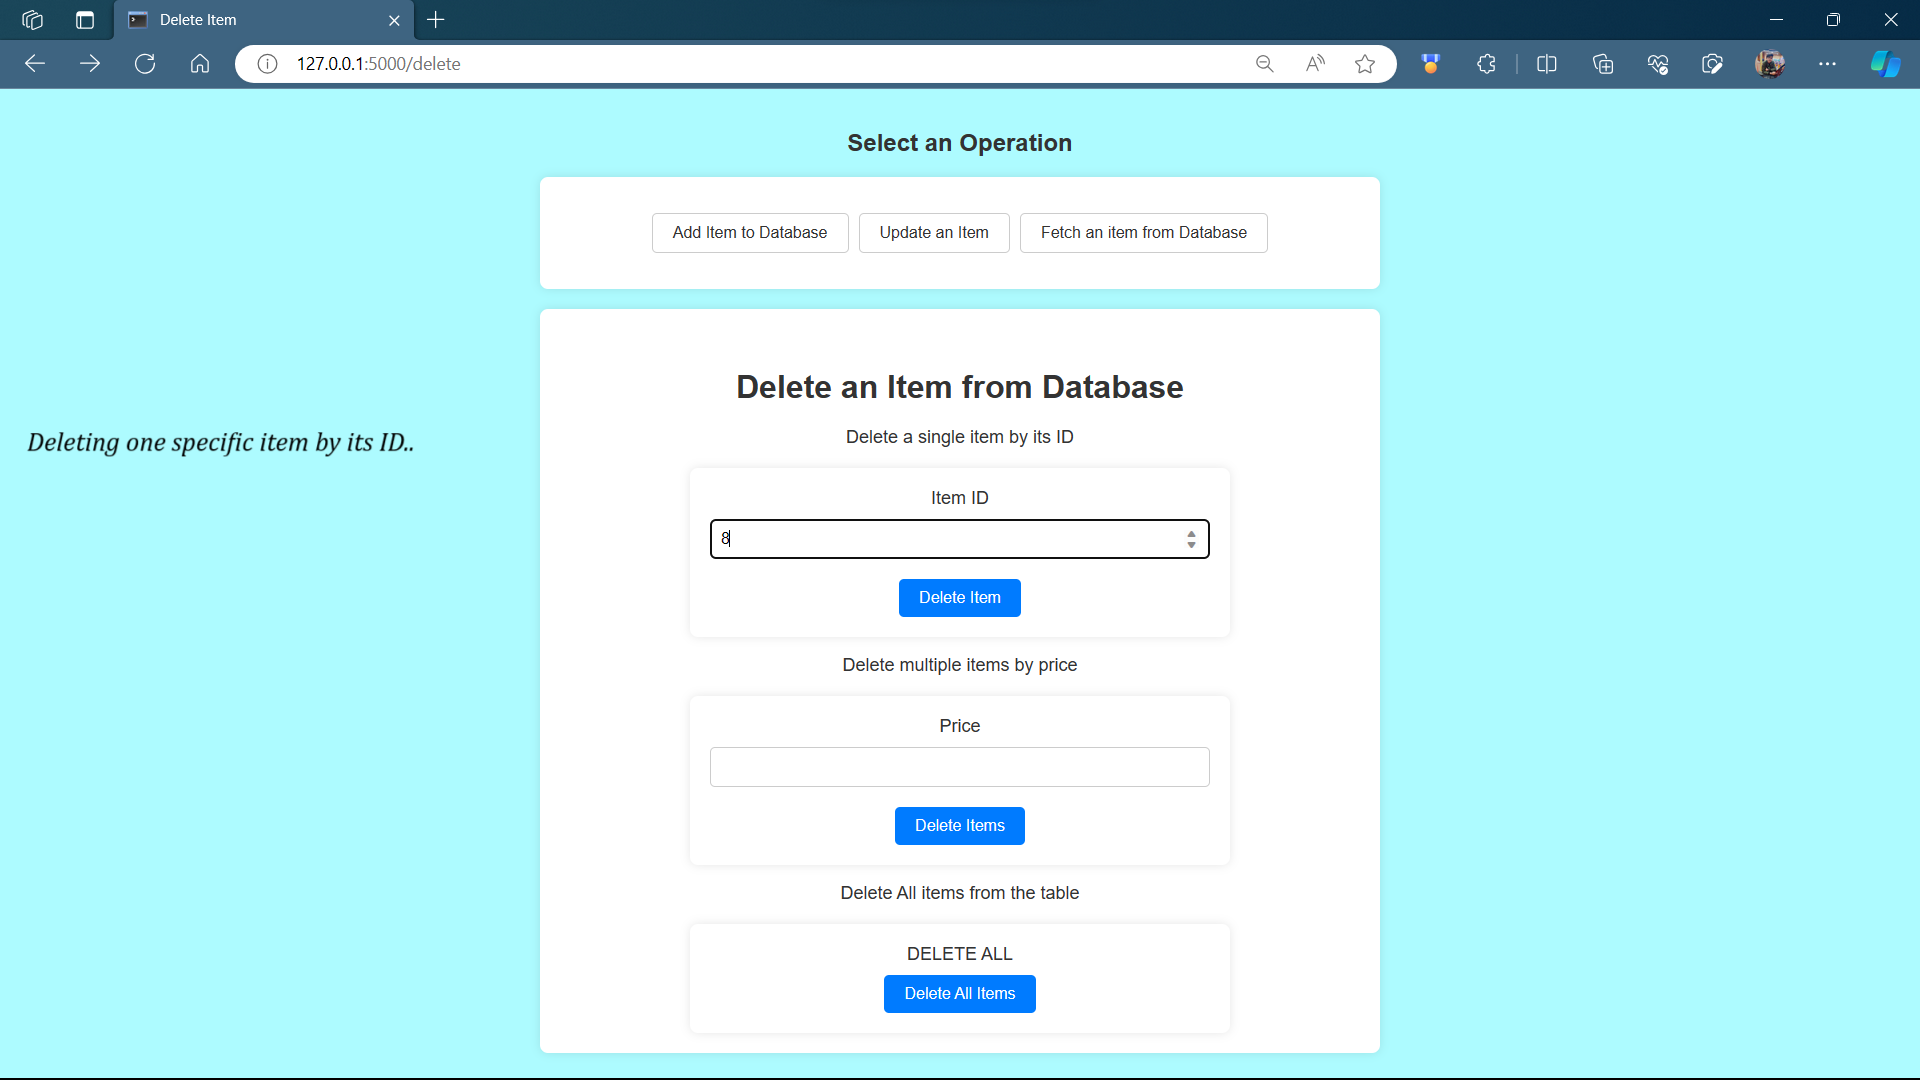 Delete Item
127.0.0.1:5000/delete
Select an Operation
Add Item to Database
Update an Item
Fetch an item from Database
Delete an Item from Database
Delete a single item by its ID
Deleting one specific item by its ID..
Item ID
8
Delete Item
Delete multiple items by price
Price
Delete Items
Delete All items from the table
DELETE ALL
Delete All Items